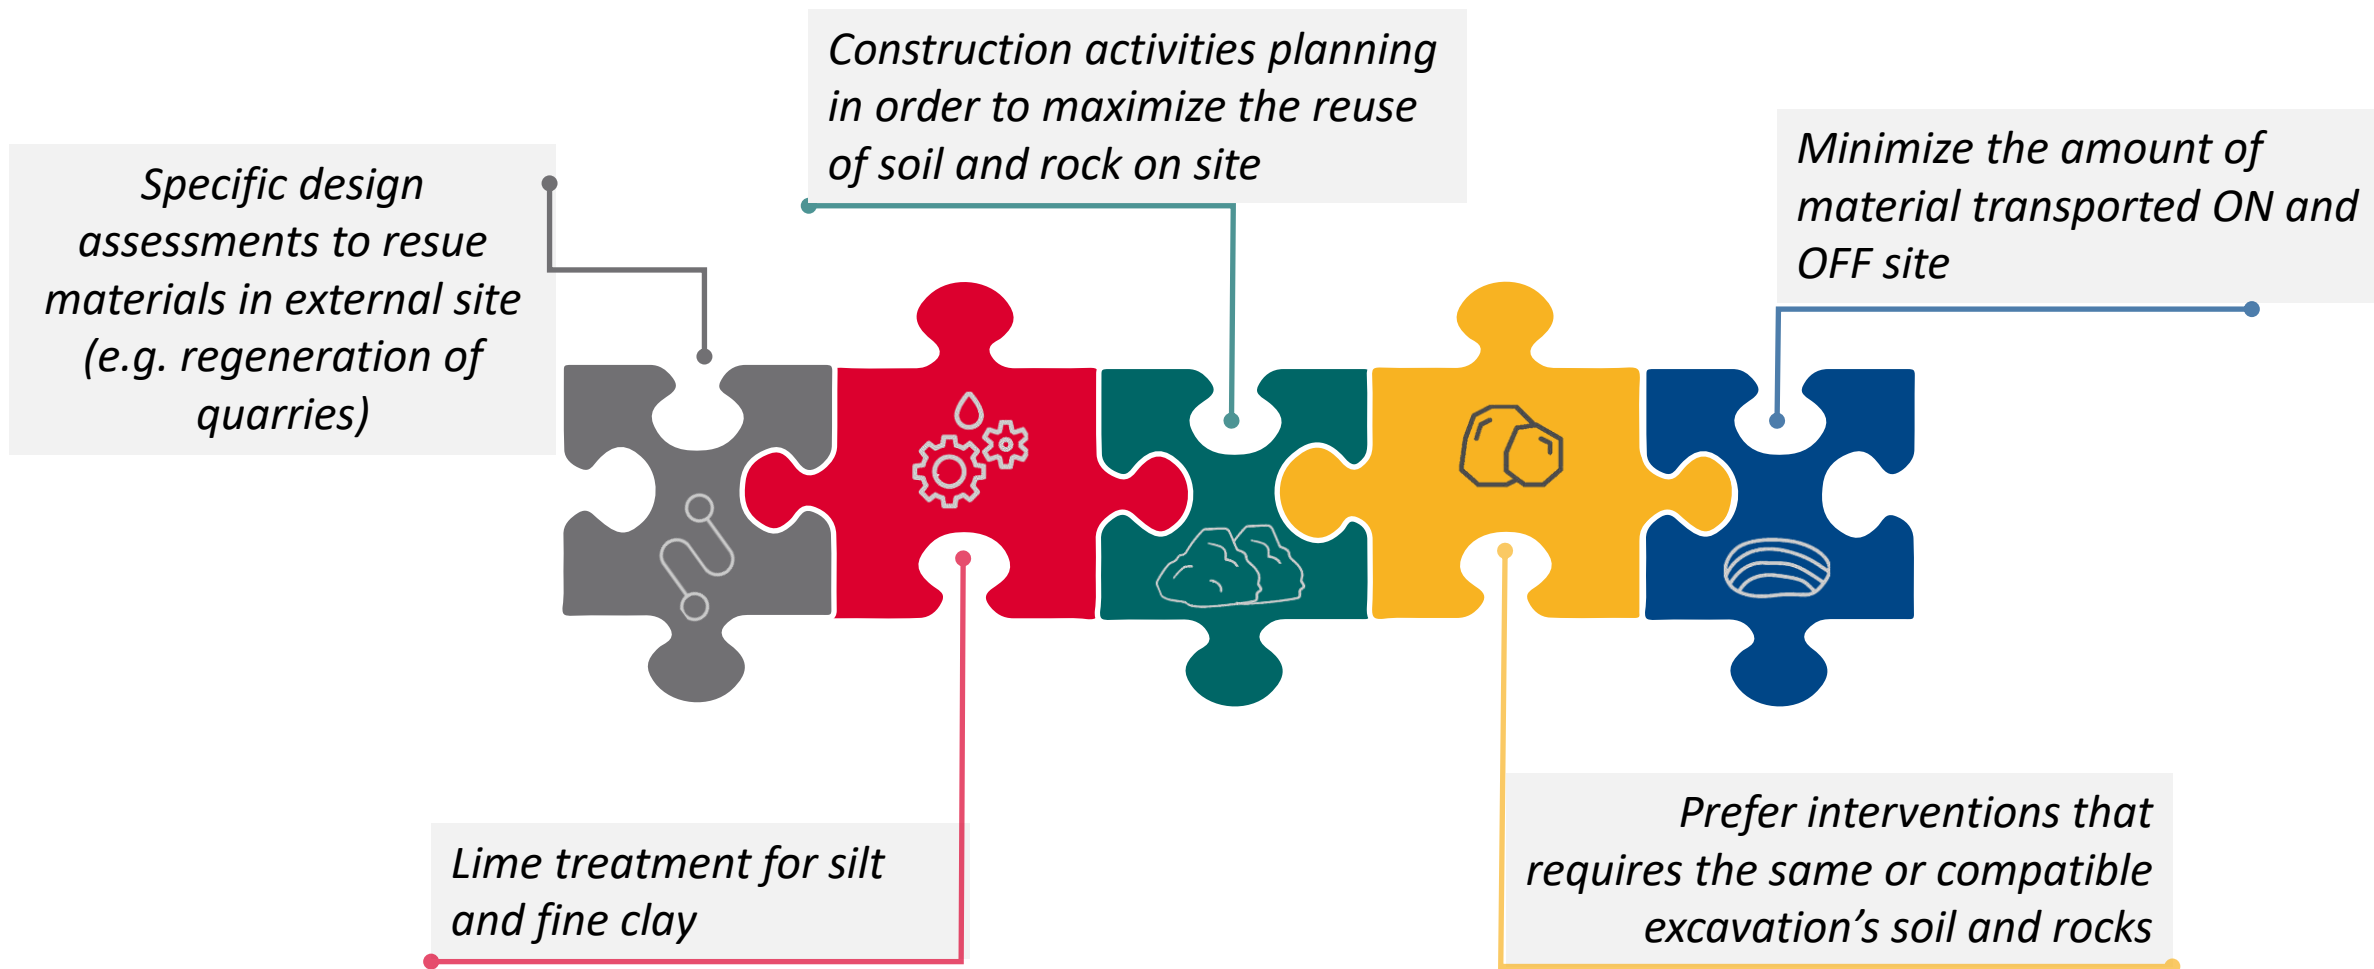 Specific design
assessments to resue
materials in external site
(e.g. regeneration of
quarries)
Construction activities planning
in order to maximize the reuse
of soil and rock on site
Minimize the amount of
material transported ON and
OFF site
Lime treatment for silt
and fine clay
Prefer interventions that
requires the same or compatible
excavation’s soil and rocks